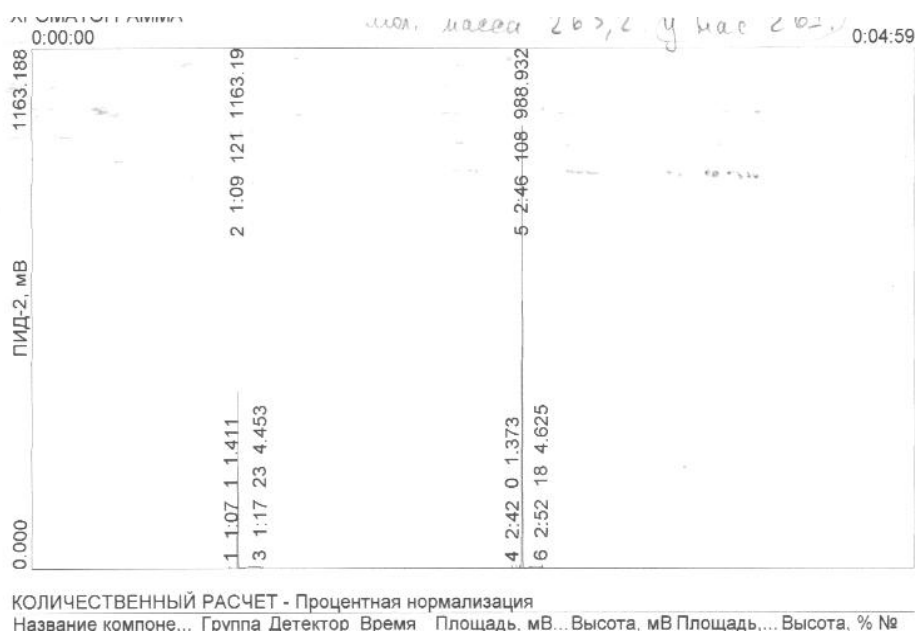 ХРОМАТОГРАММА
мол. масса 263,2 у нас
0:00:00
0:04:59
1163.188
ПИД-2, мВ
0.000
1 1:07 1 1.411
2 1:09 121 1163.19
3 1:17 23 4.453
4 2:42 0 1.373
5 2:46 108 988.932
6 2:52 18 4.625
КОЛИЧЕСТВЕННЫЙ РАСЧЕТ - Процентная нормализация
Название компоне... Группа Детектор Время Площадь, мВ... Высота, мВ Площадь,... Высота, % №